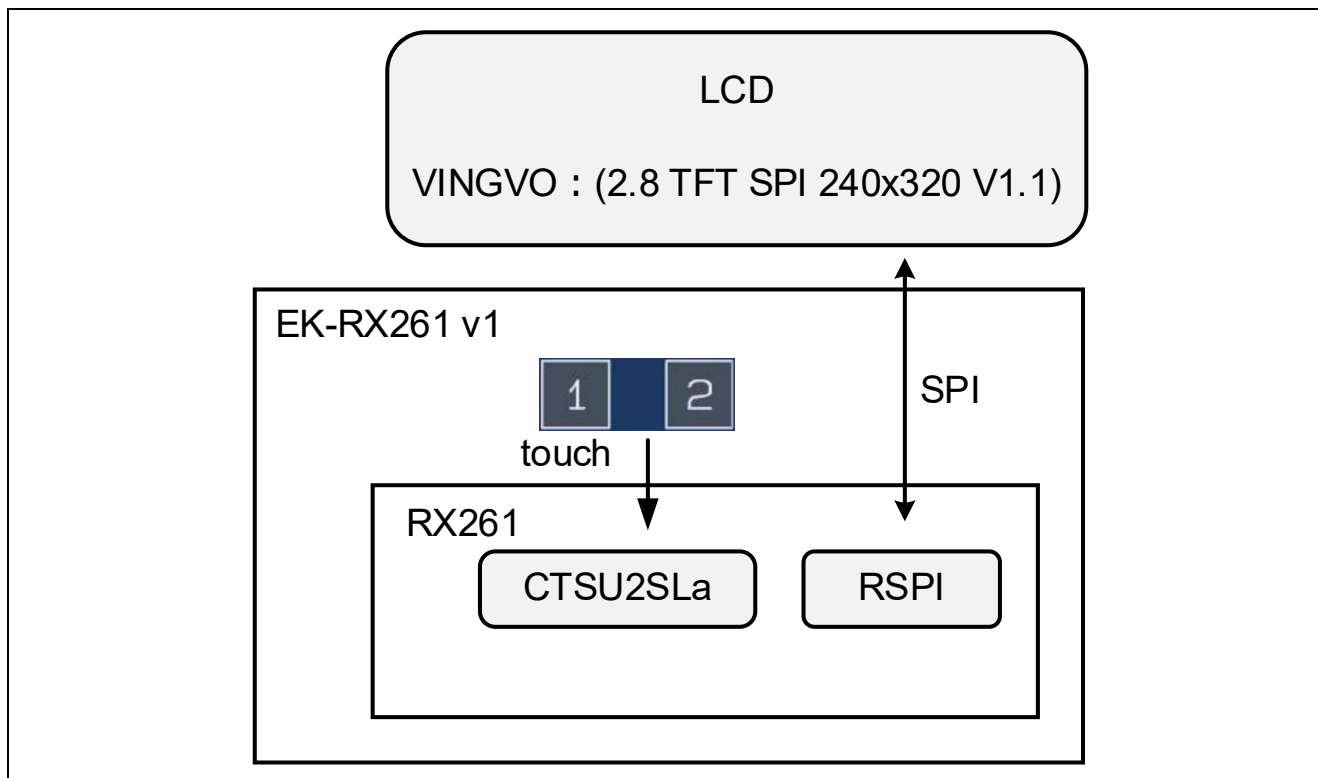 LCD
VINGVO : (2.8 TFT SPI 240x320 V1.1)
EK-RX261 v1
1 2
SPI
touch
RX261
CTSU2SLa RSPI